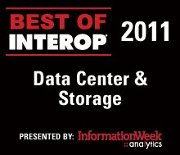 BEST OF
INTEROP
2011
Data Center &
Storage
PRESENTED BY: InformationWeek
analytics